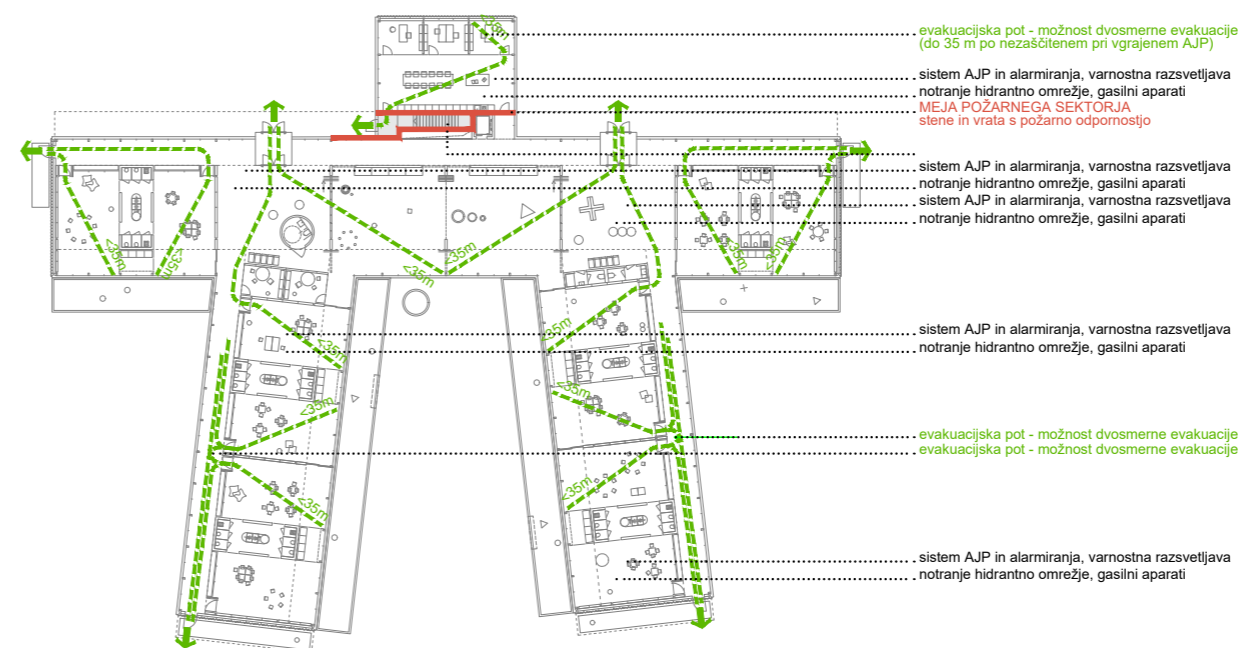 evakuacijska pot - možnost dvosmerne evakuacije
(do 35 m po nezaščitenem pri vgrajenem AJP)
sistem AJP in alarmiranja, varnostna razsvetljava
notranje hidrantno omrežje, gasilni aparati
MEJA POŽARNEGA SEKTORJA
stene in vrata s požarno odpornostjo
sistem AJP in alarmiranja, varnostna razsvetljava
notranje hidrantno omrežje, gasilni aparati
sistem AJP in alarmiranja, varnostna razsvetljava
notranje hidrantno omrežje, gasilni aparati
sistem AJP in alarmiranja, varnostna razsvetljava
notranje hidrantno omrežje, gasilni aparati
evakuacijska pot - možnost dvosmerne evakuacije
evakuacijska pot - možnost dvosmerne evakuacije
sistem AJP in alarmiranja, varnostna razsvetljava
notranje hidrantno omrežje, gasilni aparati
<35m
<35m
<35m
<35m
<35m
<35m
<35m
<35m
<35m
<35m
<35m
<35m
<35m